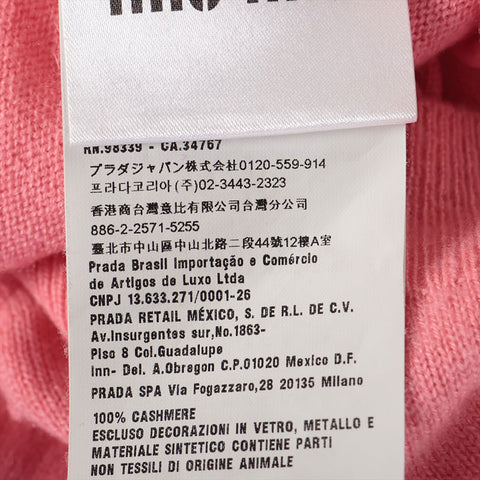 RN.98339 - CA.34767
プラダジャパン株式会社0120-559-914
프라다코리아 (주)02-3443-2323
香港商台灣意比有限公司台灣分公司
886-2-2571-5255
臺北市中山區中山北路二段44號12樓A室
Prada Brasil Importação e Comércio
de Artigos de Luxo Ltda
CNPJ 13.633.271/0001-26
PRADA RETAIL MÉXICO, S. DE R.L. DE C.V.
Av.Insurgentes sur,No.1863-
Piso 8 Col.Guadalupe
Inn- Del. A.Obregon C.P.01020 Mexico D.F.
PRADA SPA Via Fogazzaro,28 20135 Milano
100% CASHMERE
ESCLUSO DECORAZIONI IN VETRO, METALLO E
MATERIALE SINTETICO CONTIENE PARTI
NON TESSILI DI ORIGINE ANIMALE